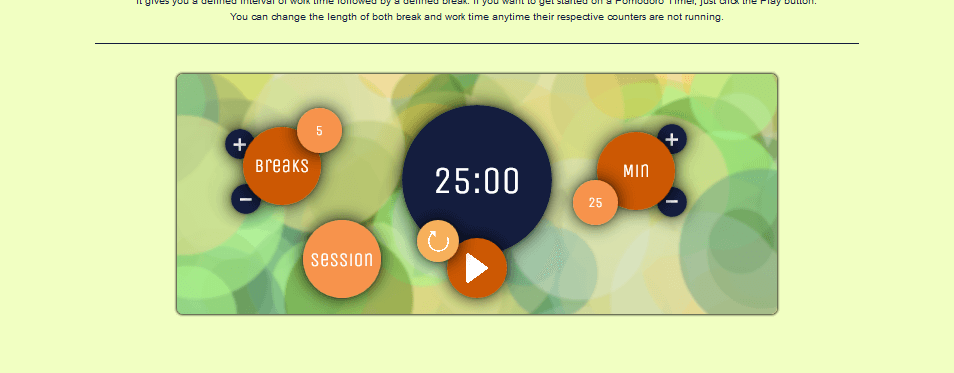 It gives you a defined interval of work time followed by a defined break. If you want to get started on a Pomodoro Timer, just click the Play button.
You can change the length of both break and work time anytime their respective counters are not running.
5
+
Breaks
−
25:00
+
Min
−
25
session